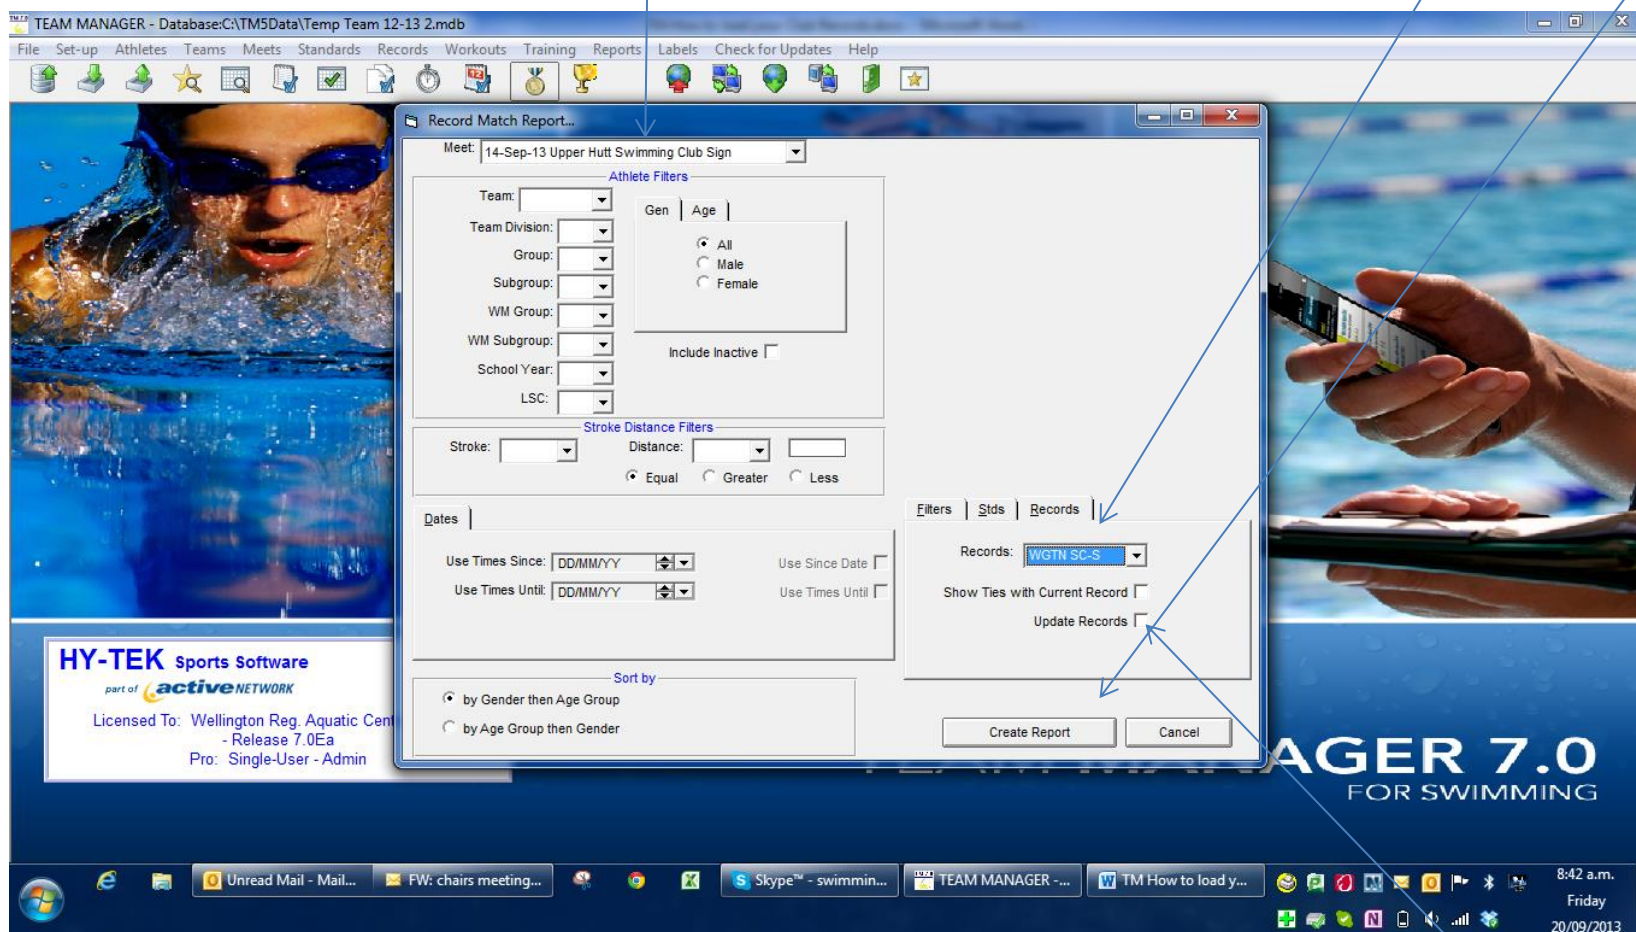 TEAM MANAGER - Database:C:\TM5Data\Temp Team 12-13 2.mdb
File Set-up Athletes Teams Meets Standards Records Workouts Training Reports Labels Check for Updates Help
Record Match Report...
Meet: 14-Sep-13 Upper Hutt Swimming Club Sign
Athlete Filters
Team:
Gen Age
Team Division:
All
Group:
Male
Subgroup:
Female
WM Group:
WM Subgroup:
Include Inactive
School Year:
LSC:
Stroke Distance Filters
Stroke: Distance:
Equal Greater Less
Dates
Filters Stds Records
Use Times Since: DD/MM/YY Use Since Date
Records: WGTN SC-S
Use Times Until: DD/MM/YY Use Times Until
Show Ties with Current Record
Update Records
Sort by
by Gender then Age Group
by Age Group then Gender
Create Report Cancel
HY-TEK Sports Software
part of active NETWORK
Licensed To: Wellington Reg. Aquatic Cen
- Release 7.0Ea
Pro: Single-User - Admin
AGER 7.0
FOR SWIMMING
Unread Mail - Mail... FW: chairs meeting... Skype™ - swimmin... TEAM MANAGER -... TM How to load y...
8:42 a.m.
Friday
20/09/2013